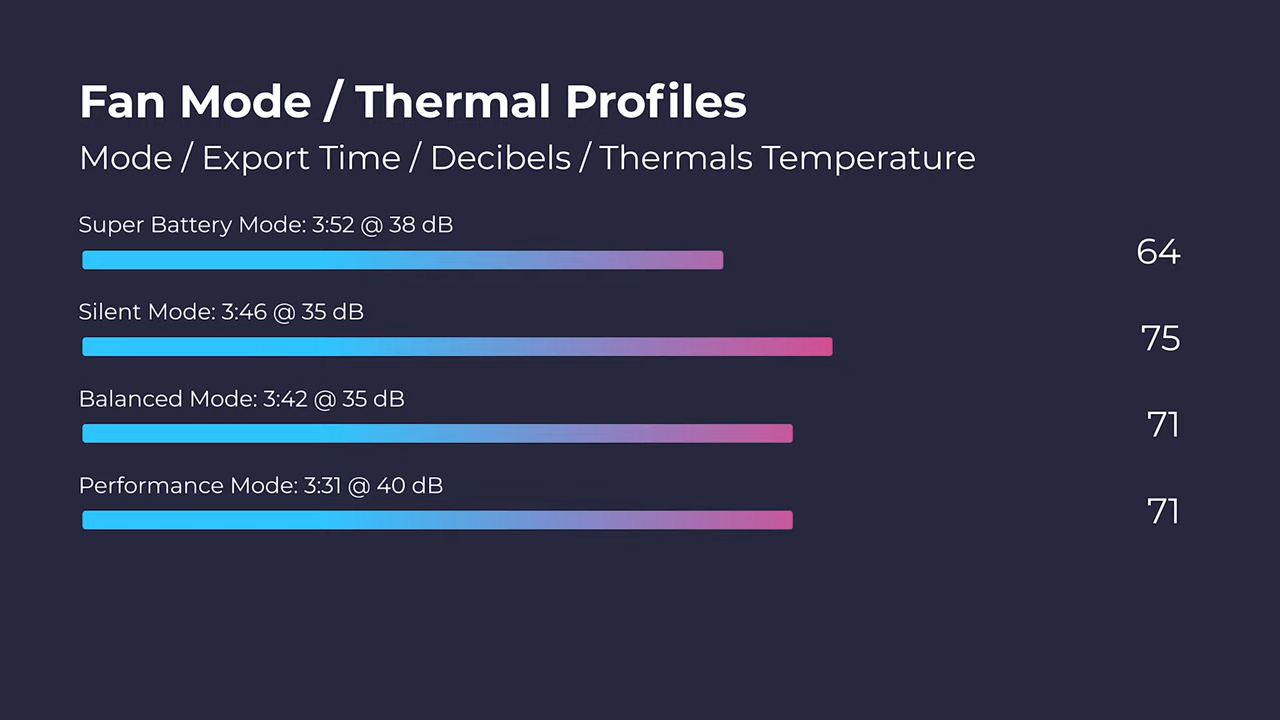 Fan Mode / Thermal Profiles
Mode / Export Time / Decibels / Thermals Temperature
Super Battery Mode: 3:52 @ 38 dB
64
Silent Mode: 3:46 @ 35 dB
75
Balanced Mode: 3:42 @ 35 dB
71
Performance Mode: 3:31 @ 40 dB
71